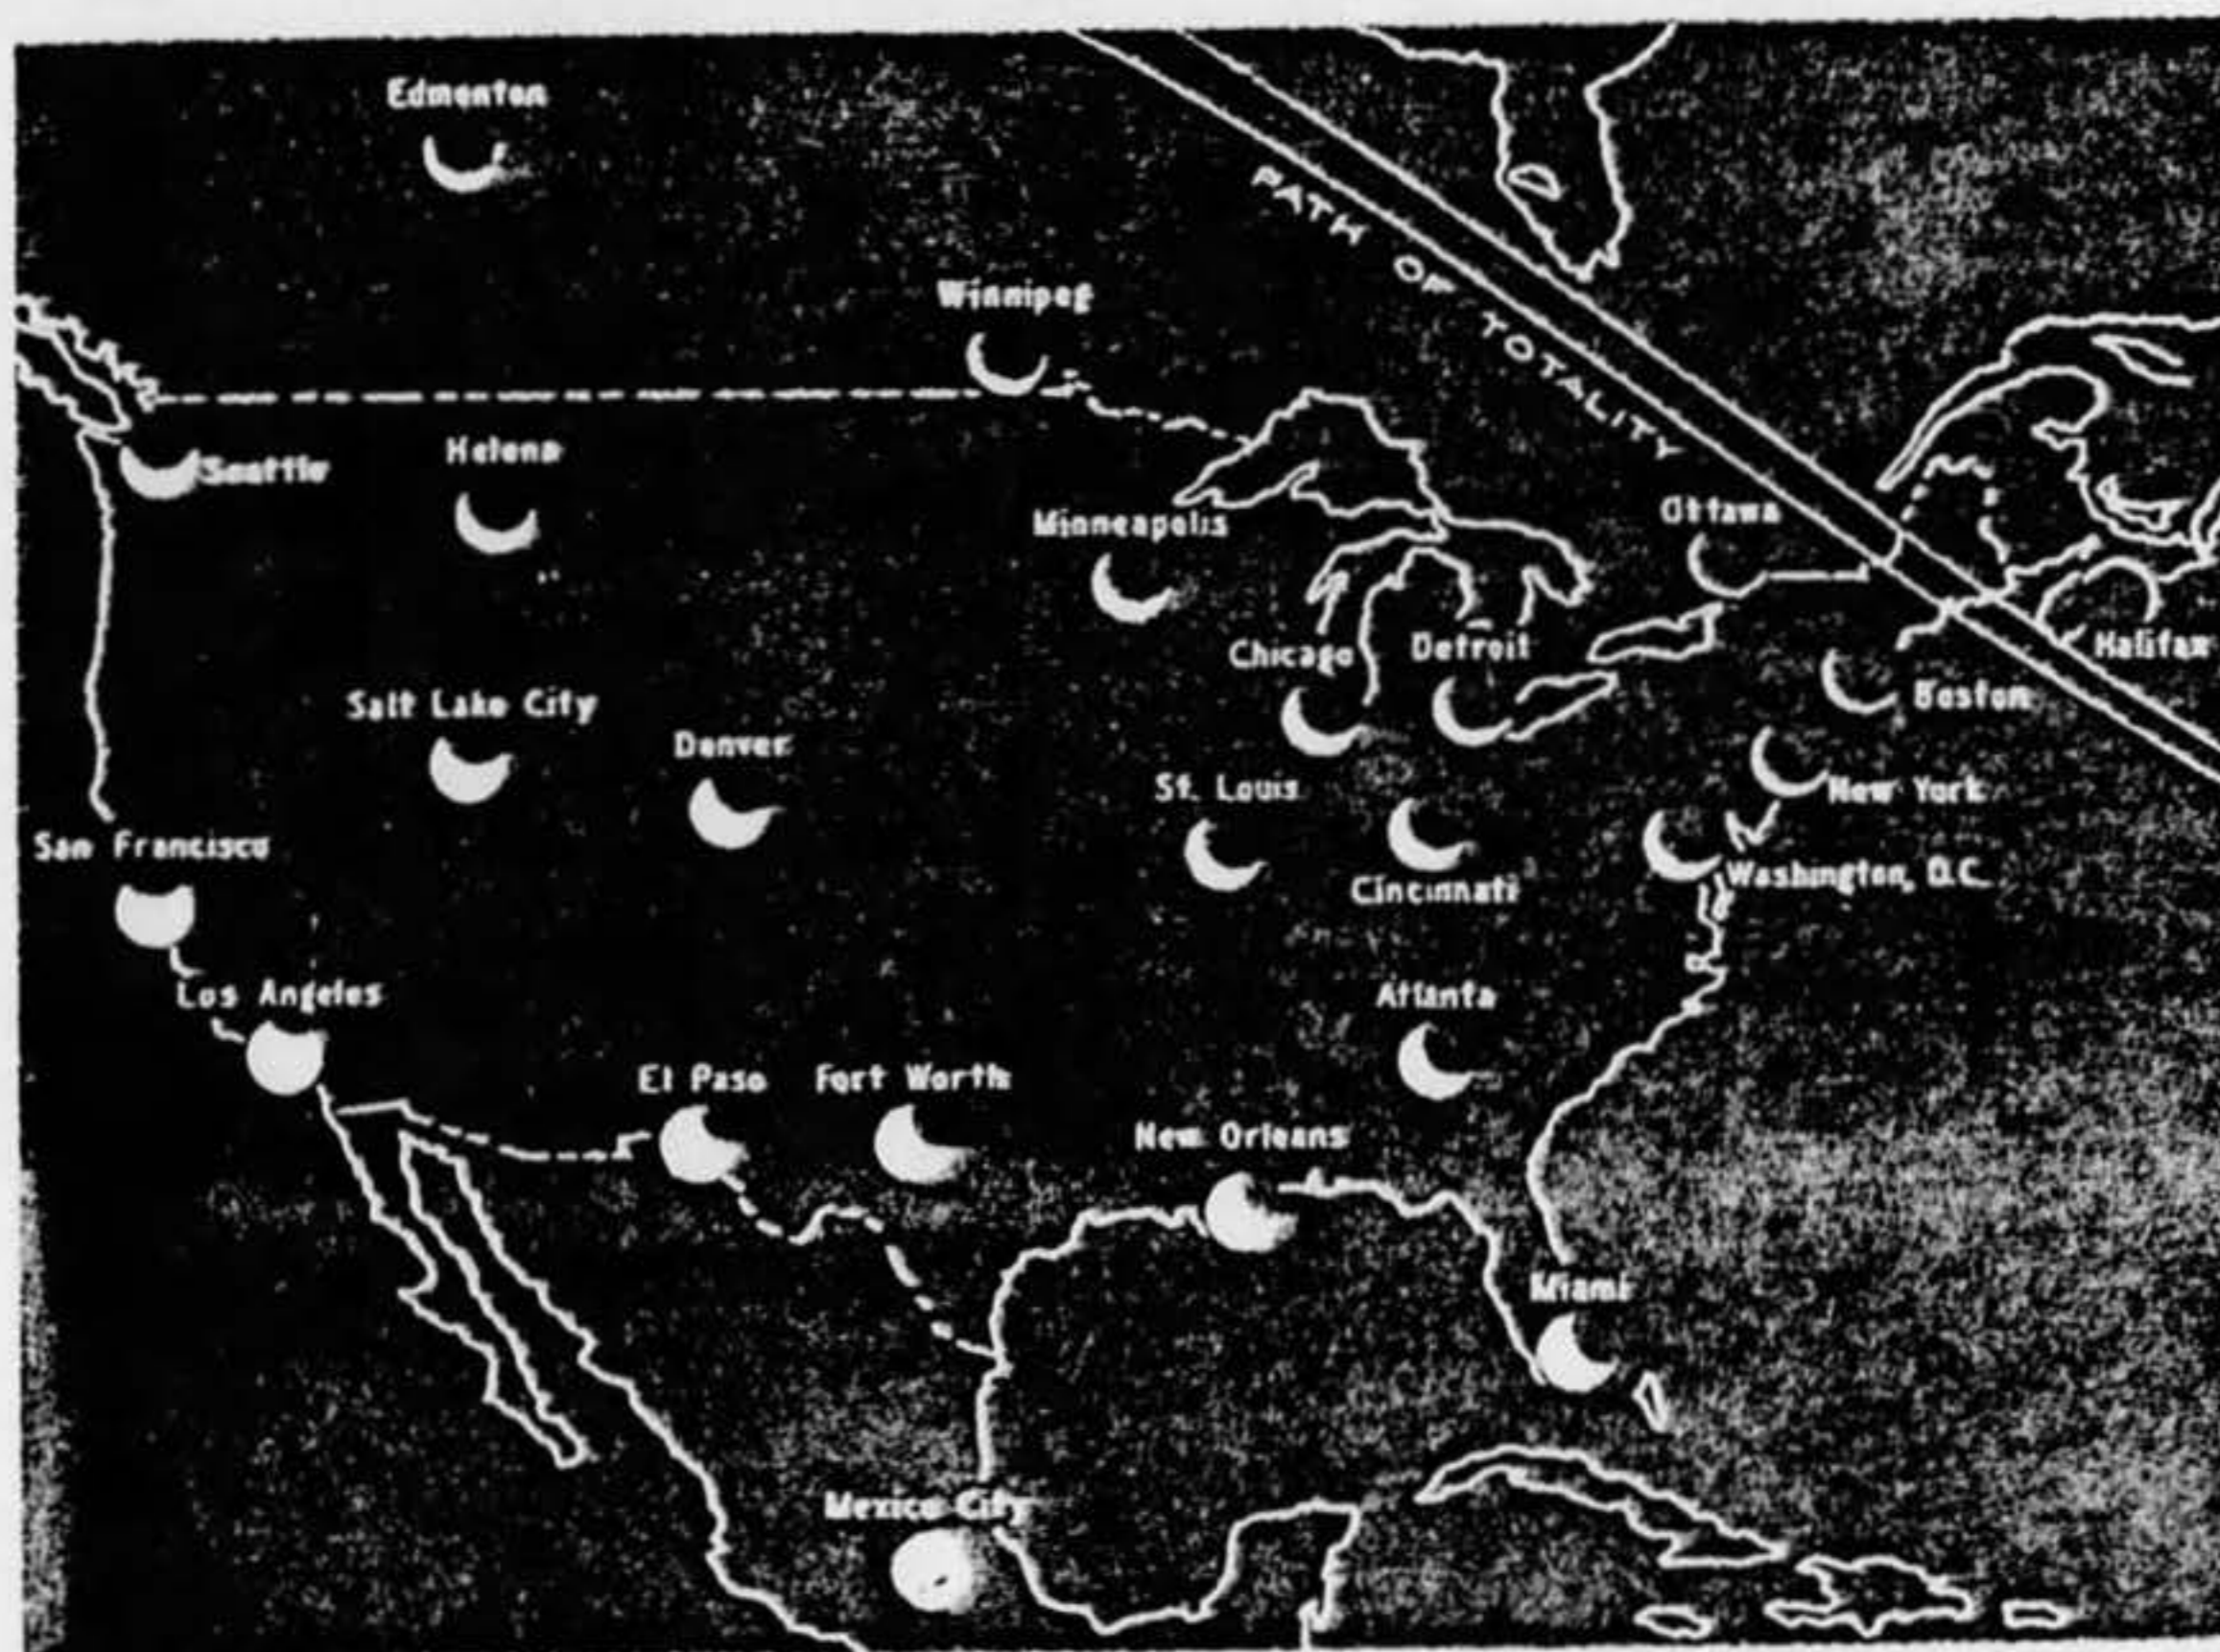 Edmonton
PATH OF TOTALITY
Winnipeg
Seattle
Helena
Minneapolis
Ottawa
Chicago
Detroit
Halifax
Boston
Salt Lake City
Denver
St. Louis
New York
San Francisco
Cincinnati
Washington, D.C.
Los Angeles
Atlanta
El Paso
Fort Worth
New Orleans
Miami
Mexico City